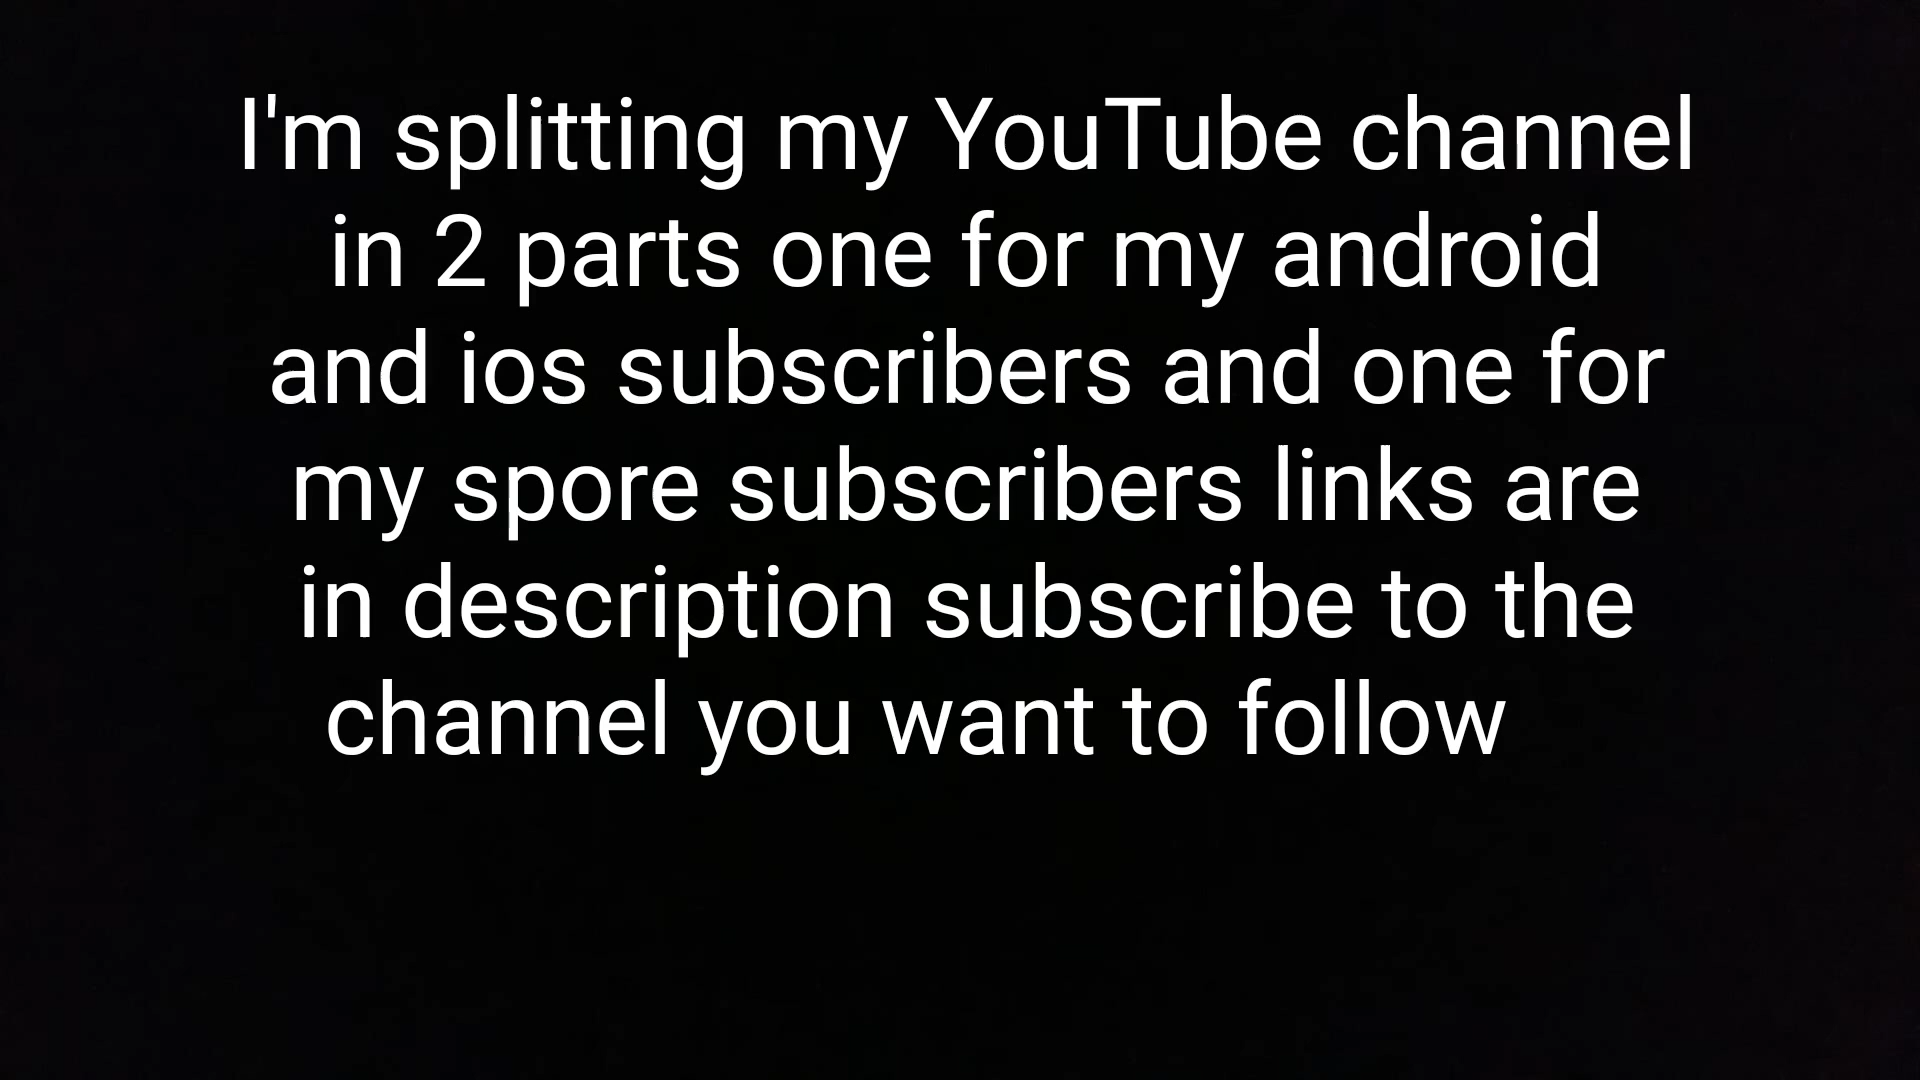 I'm splitting my YouTube channel
in 2 parts one for my android
and ios subscribers and one for
my spore subscribers links are
in description subscribe to the
channel you want to follow